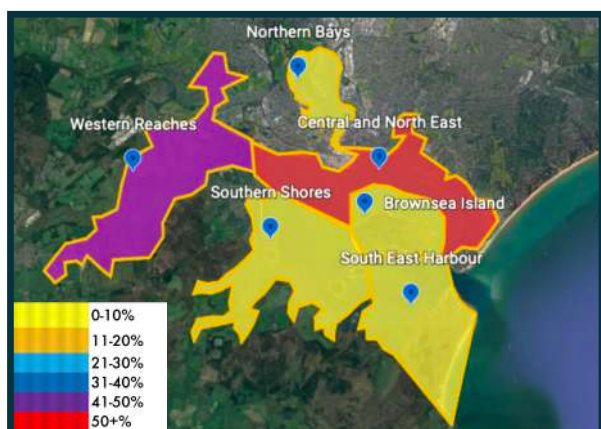 Northern Bays
Western Reaches
Central and North East
Southern Shores
Brownsea Island
South East Harbour
0-10%
11-20%
21-30%
31-40%
41-50%
50+%